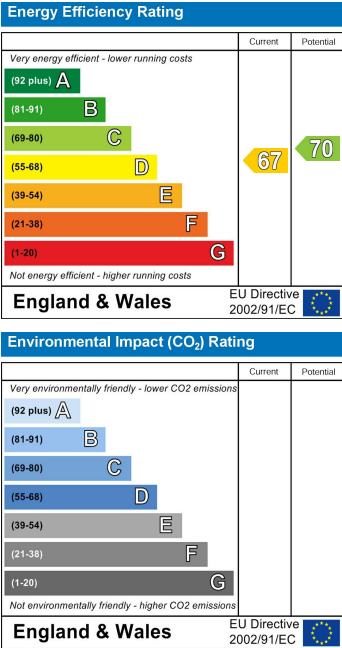 Energy Efficiency Rating
Current Potential
Very energy efficient - lower running costs
(92 plus) A
(81-91) B
(69-80) C
(55-68) D
(39-54) E
(21-38) F
(1-20) G
67
70
Not energy efficient - higher running costs
England & Wales
EU Directive
2002/91/EC
Environmental Impact (CO₂) Rating
Current Potential
Very environmentally friendly - lower CO2 emissions
(92 plus) A
(81-91) B
(69-80) C
(55-68) D
(39-54) E
(21-38) F
(1-20) G
Not environmentally friendly - higher CO2 emissions
England & Wales
EU Directive
2002/91/EC